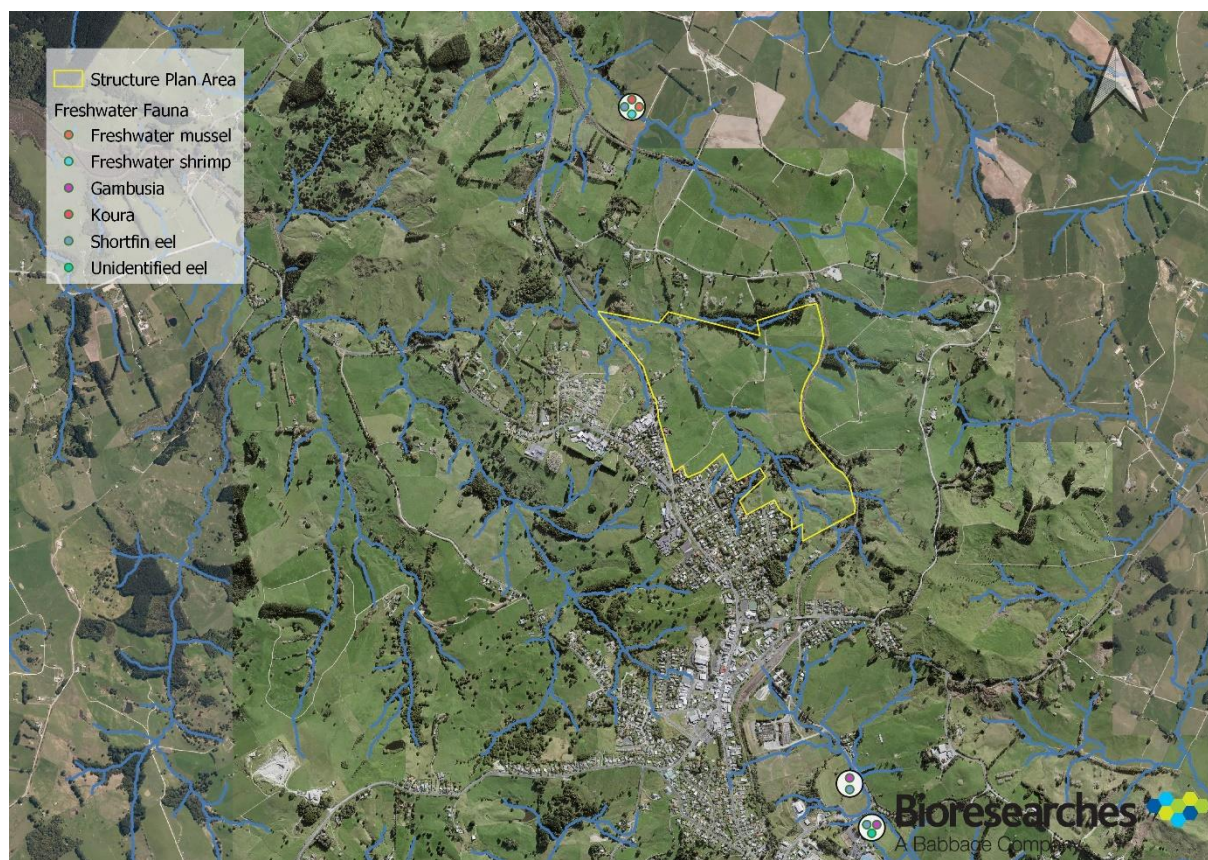 Structure Plan Area
Freshwater Fauna
Freshwater mussel
Freshwater shrimp
Gambusia
Koura
Shortfin eel
Unidentified eel
Bioresearches
A Babbage Company